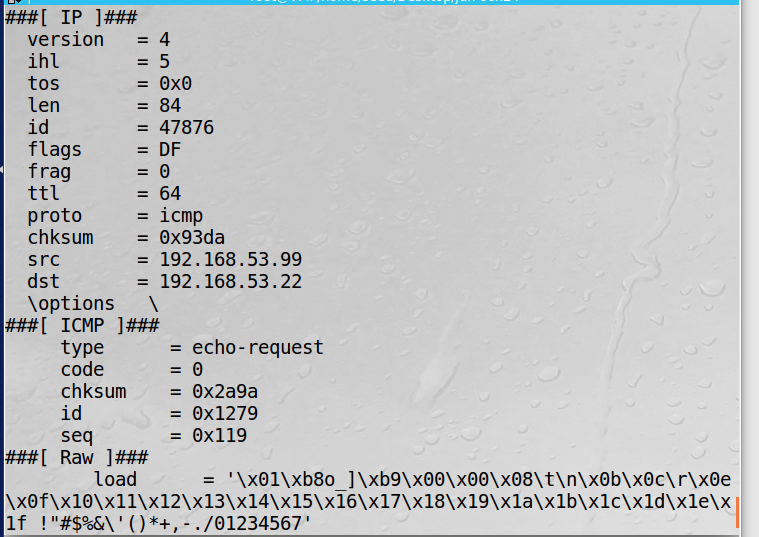 ###[ IP ]###
  version   = 4
  ihl       = 5
  tos       = 0x0
  len       = 84
  id        = 47876
  flags     = DF
  frag      = 0
  ttl       = 64
  proto     = icmp
  chksum    = 0x93da
  src       = 192.168.53.99
  dst       = 192.168.53.22
  \options   \
###[ ICMP ]###
     type      = echo-request
     code      = 0
     chksum    = 0x2a9a
     id        = 0x1279
     seq       = 0x119
###[ Raw ]###
        load      = '\x01\xb8o_]\xb9\x00\x00\x08\t\n\x0b\x0c\r\x0e
\x0f\x10\x11\x12\x13\x14\x15\x16\x17\x18\x19\x1a\x1b\x1c\x1d\x1e\x
1f !"#$%&\'()*+,-./01234567'